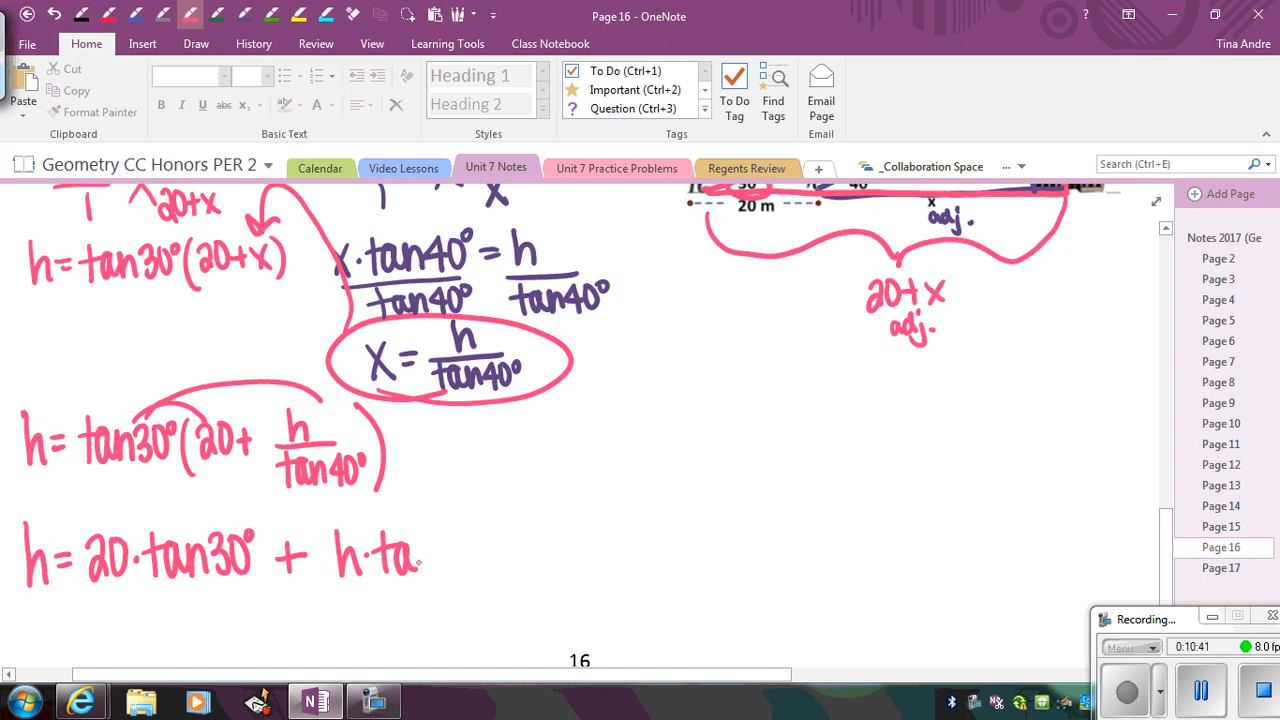 Page 16 - OneNote
File Home Insert Draw History Review View Learning Tools Class Notebook
Tina Andre
Paste
Cut
Copy
Format Painter
Clipboard
B I U abc X₂ A
Basic Text
Heading 1
Heading 2
Styles
To Do (Ctrl+1)
Important (Ctrl+2)
? Question (Ctrl+3)
Tags
To Do Tag
Find Tags
Email Page
Email
Geometry CC Honors PER 2
Calendar
Video Lessons
Unit 7 Notes
Unit 7 Practice Problems
Regents Review
+
_Collaboration Space
...
Search (Ctrl+E)
Add Page
Notes 2017 (Ge
Page 2
Page 3
Page 4
Page 5
Page 6
Page 7
Page 8
Page 9
Page 10
Page 11
Page 12
Page 13
Page 14
Page 15
Page 16
Page 17
1 20+x
1 x
h = tan30°(20+x)
x·tan40° = h
tan40° tan40°
x = h
tan40°
20 m
x
adj.
20+x
adj.
h = tan30°(20+ h
tan40°)
h = 20·tan30° + h·ta
16
Recording...
Menu
0:10:41
8.0 fp